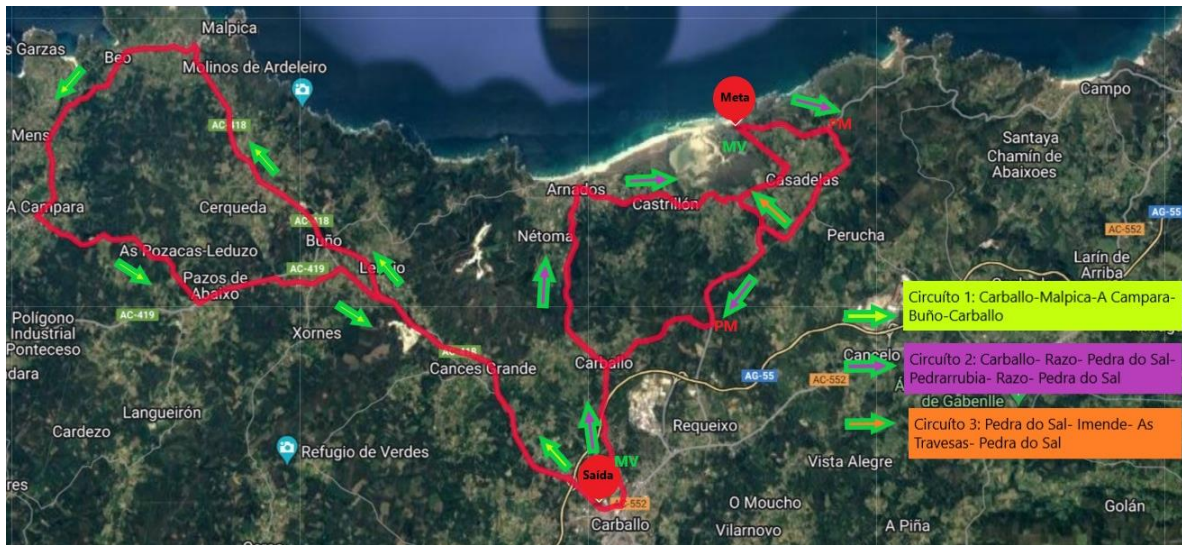 Malpica
s Garzas
Beo
Molinos de Ardeleiro
Campo
Meta
PM
AC-418
Mens
MV
Santaya
Chamín de
Abaixoes
Arnados
Casadelas
Castrillón
A Campara
Cerqueda
AG-55
AC-418
AC-552
Nétoma
Perucha
Buño
As Pozacas-Leduzo
Larín de
Arriba
AC-419
Pazos de
Abaixo
AC-419
Polígono
Industrial
Ponteceso
Xornes
PM
Circuíto 1: Carballo-Malpica-A Campara-
Buño-Carballo
AC-418
Cances Grande
Carballo
Cancelo
AG-55
AC-552
Circuíto 2: Carballo- Razo- Pedra do Sal-
Pedrarrubia- Razo- Pedra do Sal
de Gabenlle
Langueirón
Cardezo
Requeixo
Circuíto 3: Pedra do Sal- Imende- As
Travesas- Pedra do Sal
Refugio de Verdes
MV
Vista Alegre
Saída
AC-552
O Moucho
Golán
Carballo
Vilarnovo
A Piña